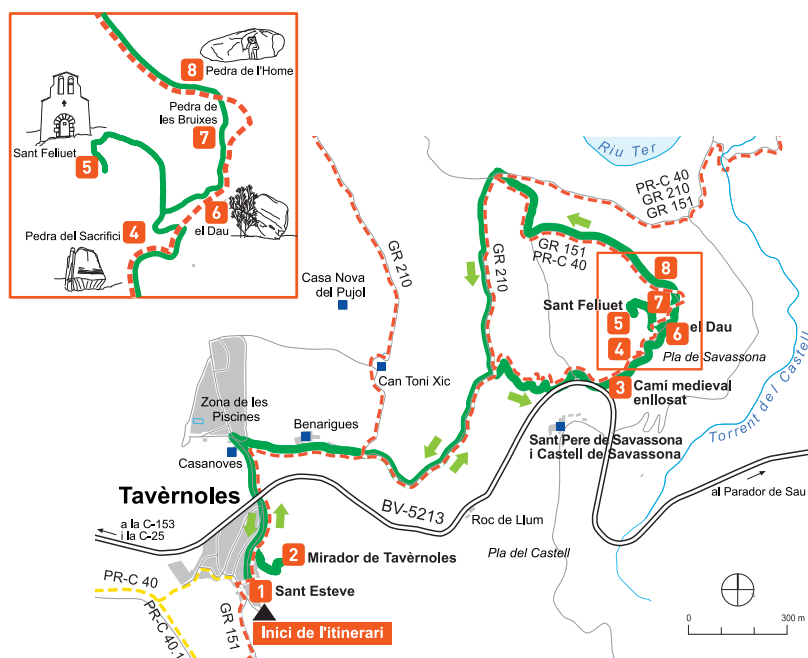 8
Pedra de l'Home
Pedra de
les Bruixes
7
Sant Feliuet
5
6
el Dau
4
Pedra del Sacrifici
Riu Ter
PR-C 40
GR 210
GR 151
GR 210
GR 151
PR-C 40
GR 210
Casa Nova
del Pujol
8
Sant Feliuet
7
5
6
el Dau
4
Pla de Savassona
Can Toni Xic
3
Camí medieval
enllosat
Torrent del Castell
Zona de les
Piscines
Benarigues
Casanoves
Sant Pere de Savassona
i Castell de Savassona
Tavèrnoles
BV-5213
al Parador de Sau
a la C-153
i la C-25
Roc de Llum
Pla del Castell
2
Mirador de Tavèrnoles
PR-C 40
1
Sant Esteve
PR-C 40.1
GR 151
Inici de l'itinerari
0
300 m